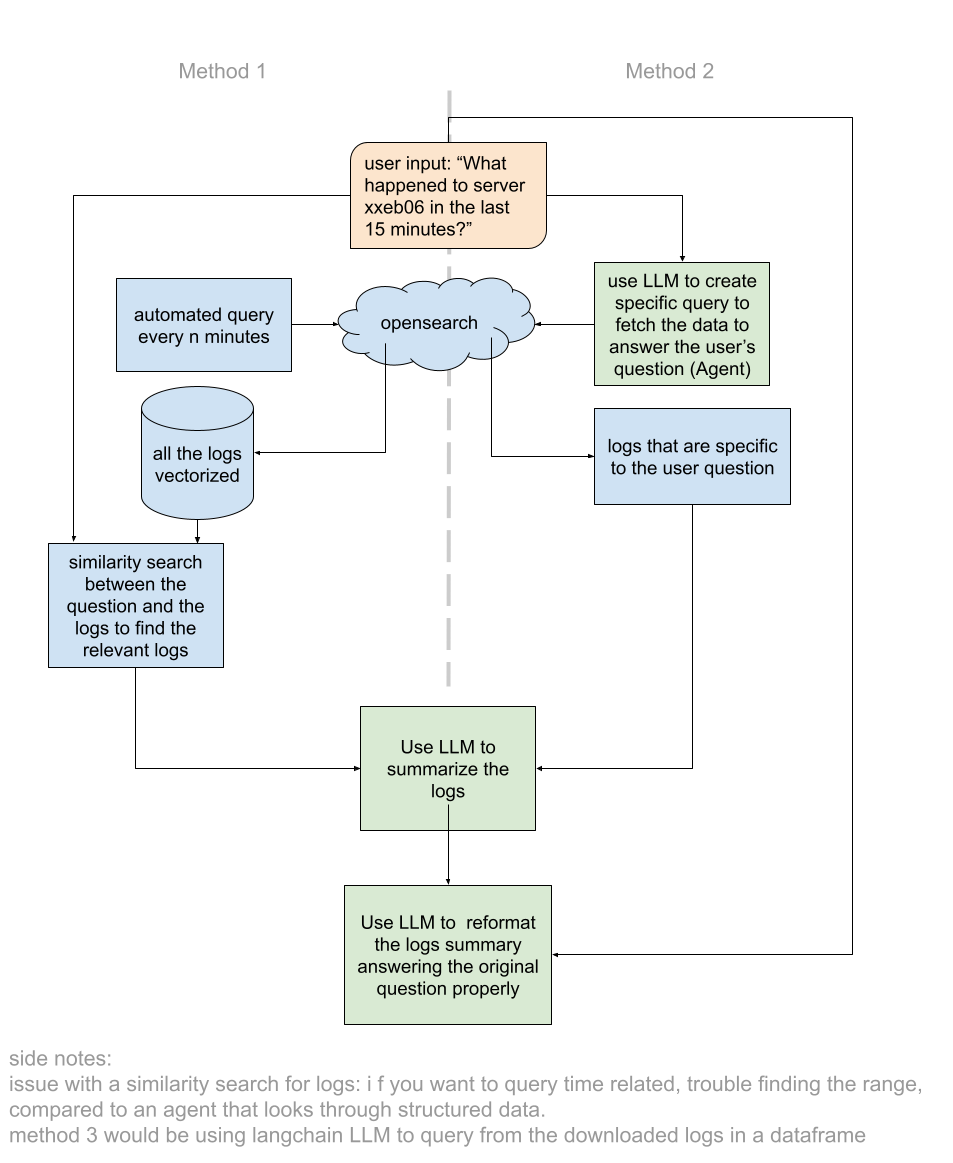 Method 1
Method 2
user input: “What
happened to server
xxeb06 in the last
15 minutes?”
automated query
every n minutes
opensearch
use LLM to create
specific query to
fetch the data to
answer the user’s
question (Agent)
all the logs
vectorized
logs that are specific
to the user question
similarity search
between the
question and the
logs to find the
relevant logs
Use LLM to
summarize the
logs
Use LLM to  reformat
the logs summary
answering the original
question properly
side notes:
issue with a similarity search for logs: i f you want to query time related, trouble finding the range,
compared to an agent that looks through structured data.
method 3 would be using langchain LLM to query from the downloaded logs in a dataframe